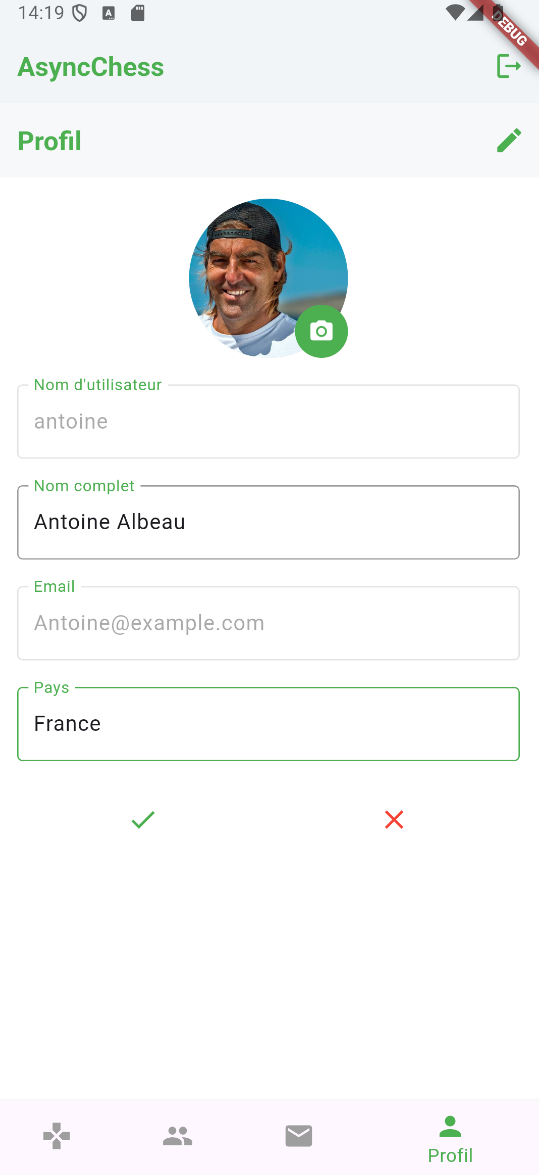 14:19
DEBUG
AsyncChess
Profil
Nom d'utilisateur
antoine
Nom complet
Antoine Albeau
Email
Antoine@example.com
Pays
France
Profil